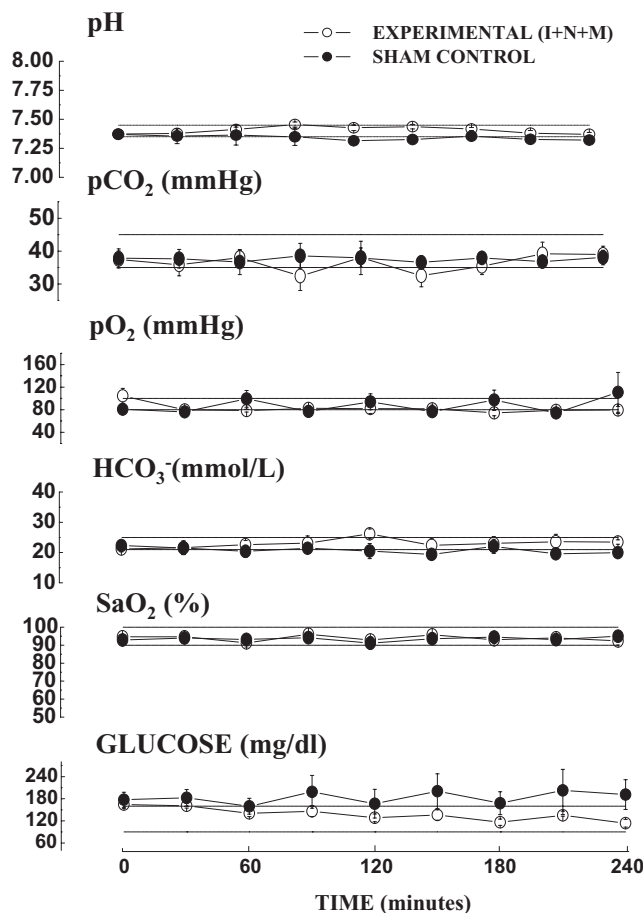 pH
EXPERIMENTAL (I+N+M)
SHAM CONTROL
8.00
7.75
7.50
7.25
7.00
pCO₂ (mmHg)
50
40
30
pO₂ (mmHg)
160
120
80
40
HCO₃⁻(mmol/L)
40
30
20
10
SaO₂ (%)
100
90
80
70
60
50
GLUCOSE (mg/dl)
240
180
120
60
0 60 120 180 240
TIME (minutes)